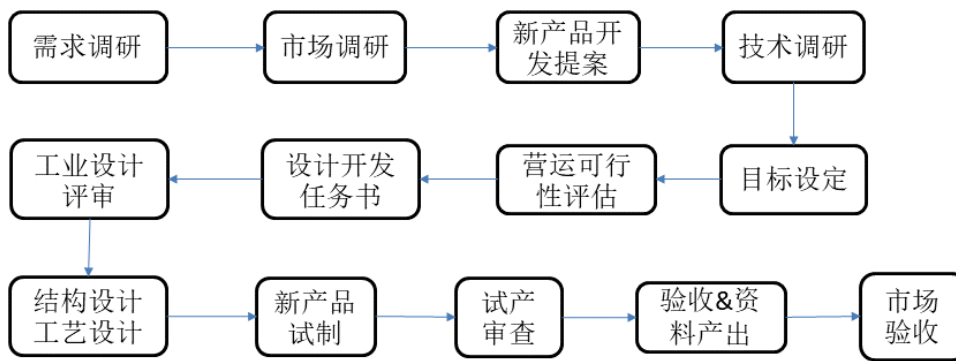 需求调研
市场调研
新产品开
发提案
技术调研
目标设定
营运可行
性评估
设计开发
任务书
工业设计
评审
结构设计
工艺设计
新产品
试制
试产
审查
验收&资
料产出
市场
验收